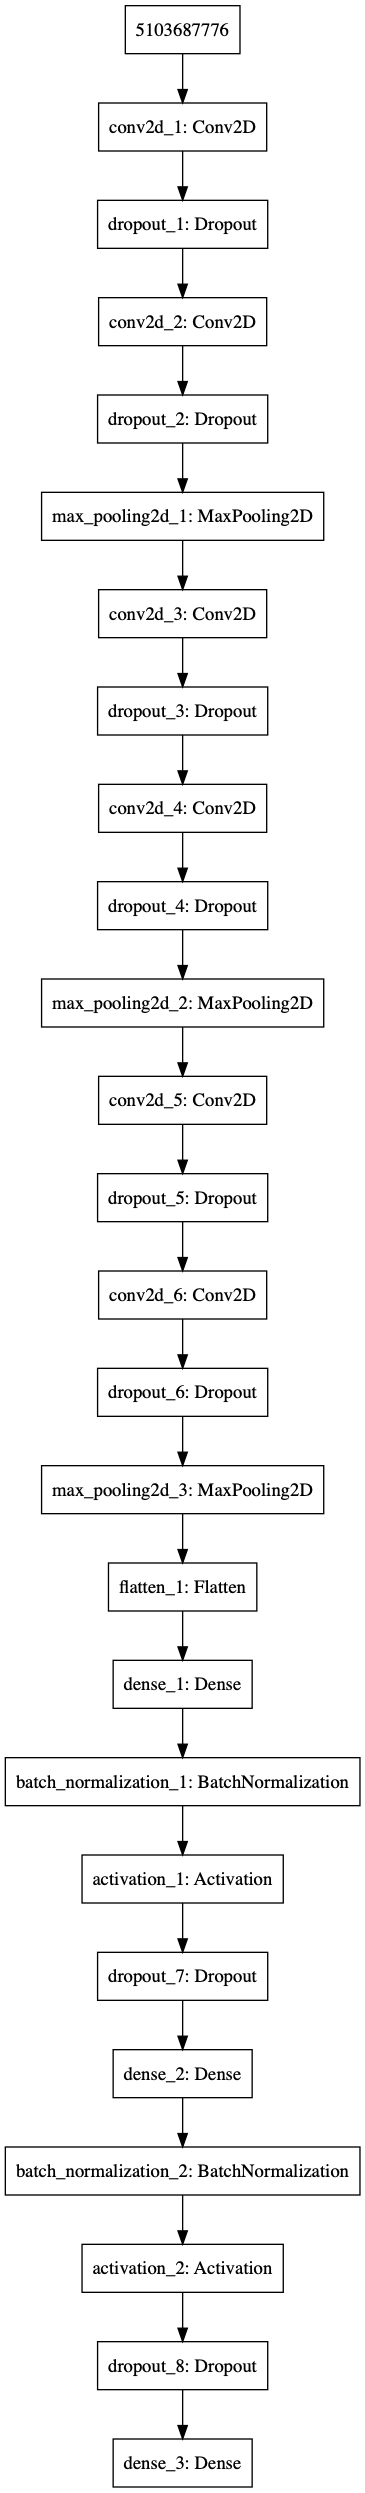 5103687776
conv2d_1: Conv2D
dropout_1: Dropout
conv2d_2: Conv2D
dropout_2: Dropout
max_pooling2d_1: MaxPooling2D
conv2d_3: Conv2D
dropout_3: Dropout
conv2d_4: Conv2D
dropout_4: Dropout
max_pooling2d_2: MaxPooling2D
conv2d_5: Conv2D
dropout_5: Dropout
conv2d_6: Conv2D
dropout_6: Dropout
max_pooling2d_3: MaxPooling2D
flatten_1: Flatten
dense_1: Dense
batch_normalization_1: BatchNormalization
activation_1: Activation
dropout_7: Dropout
dense_2: Dense
batch_normalization_2: BatchNormalization
activation_2: Activation
dropout_8: Dropout
dense_3: Dense